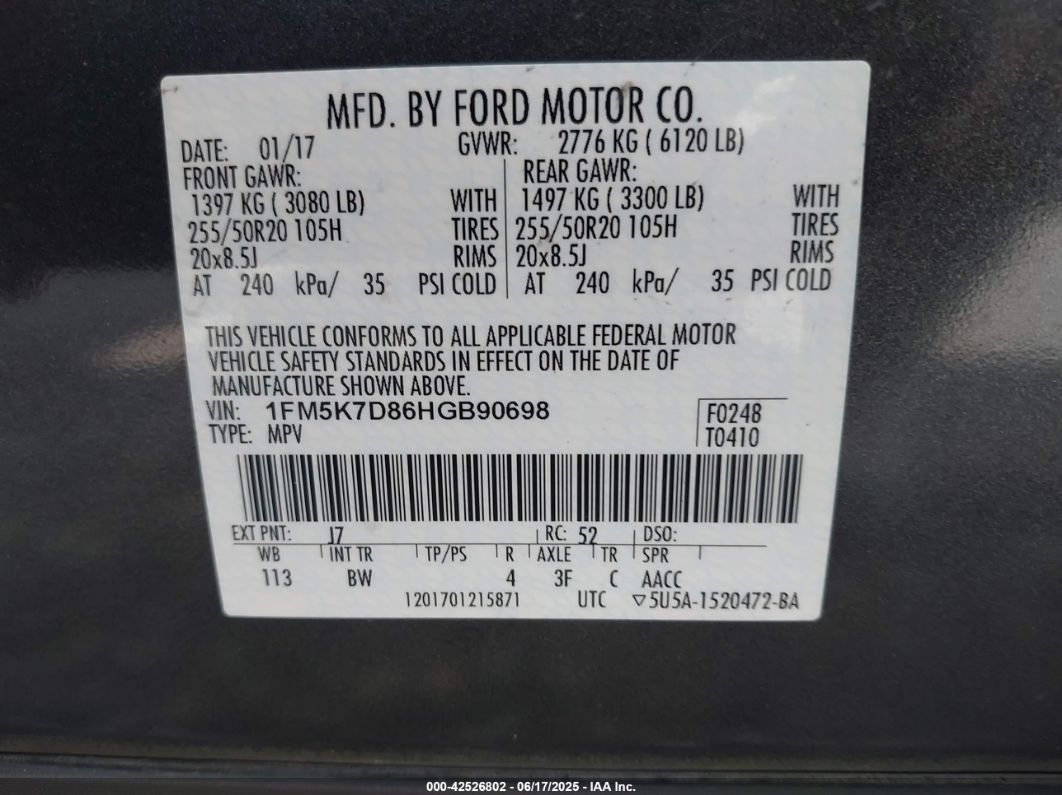 MFD. BY FORD MOTOR CO.
DATE: 01/17 GVWR: 2776 KG ( 6120 LB)
FRONT GAWR: REAR GAWR:
1397 KG ( 3080 LB) WITH 1497 KG ( 3300 LB) WITH
255/50R20 105H TIRES 255/50R20 105H TIRES
20x8.5J RIMS 20x8.5J RIMS
AT 240 kPa/ 35 PSI COLD AT 240 kPa/ 35 PSI COLD
THIS VEHICLE CONFORMS TO ALL APPLICABLE FEDERAL MOTOR
VEHICLE SAFETY STANDARDS IN EFFECT ON THE DATE OF
MANUFACTURE SHOWN ABOVE.
VIN: 1FM5K7D86HGB90698 F0248
TYPE: MPV T0410
EXT PNT: J7 RC: 52 DSO:
WB INT TR TP/PS R AXLE TR SPR
113 BW 4 3F C AACC
1201701215871 UTC ▽5U5A-1520472-BA
000-42526802 - 06/17/2025 - IAA Inc.